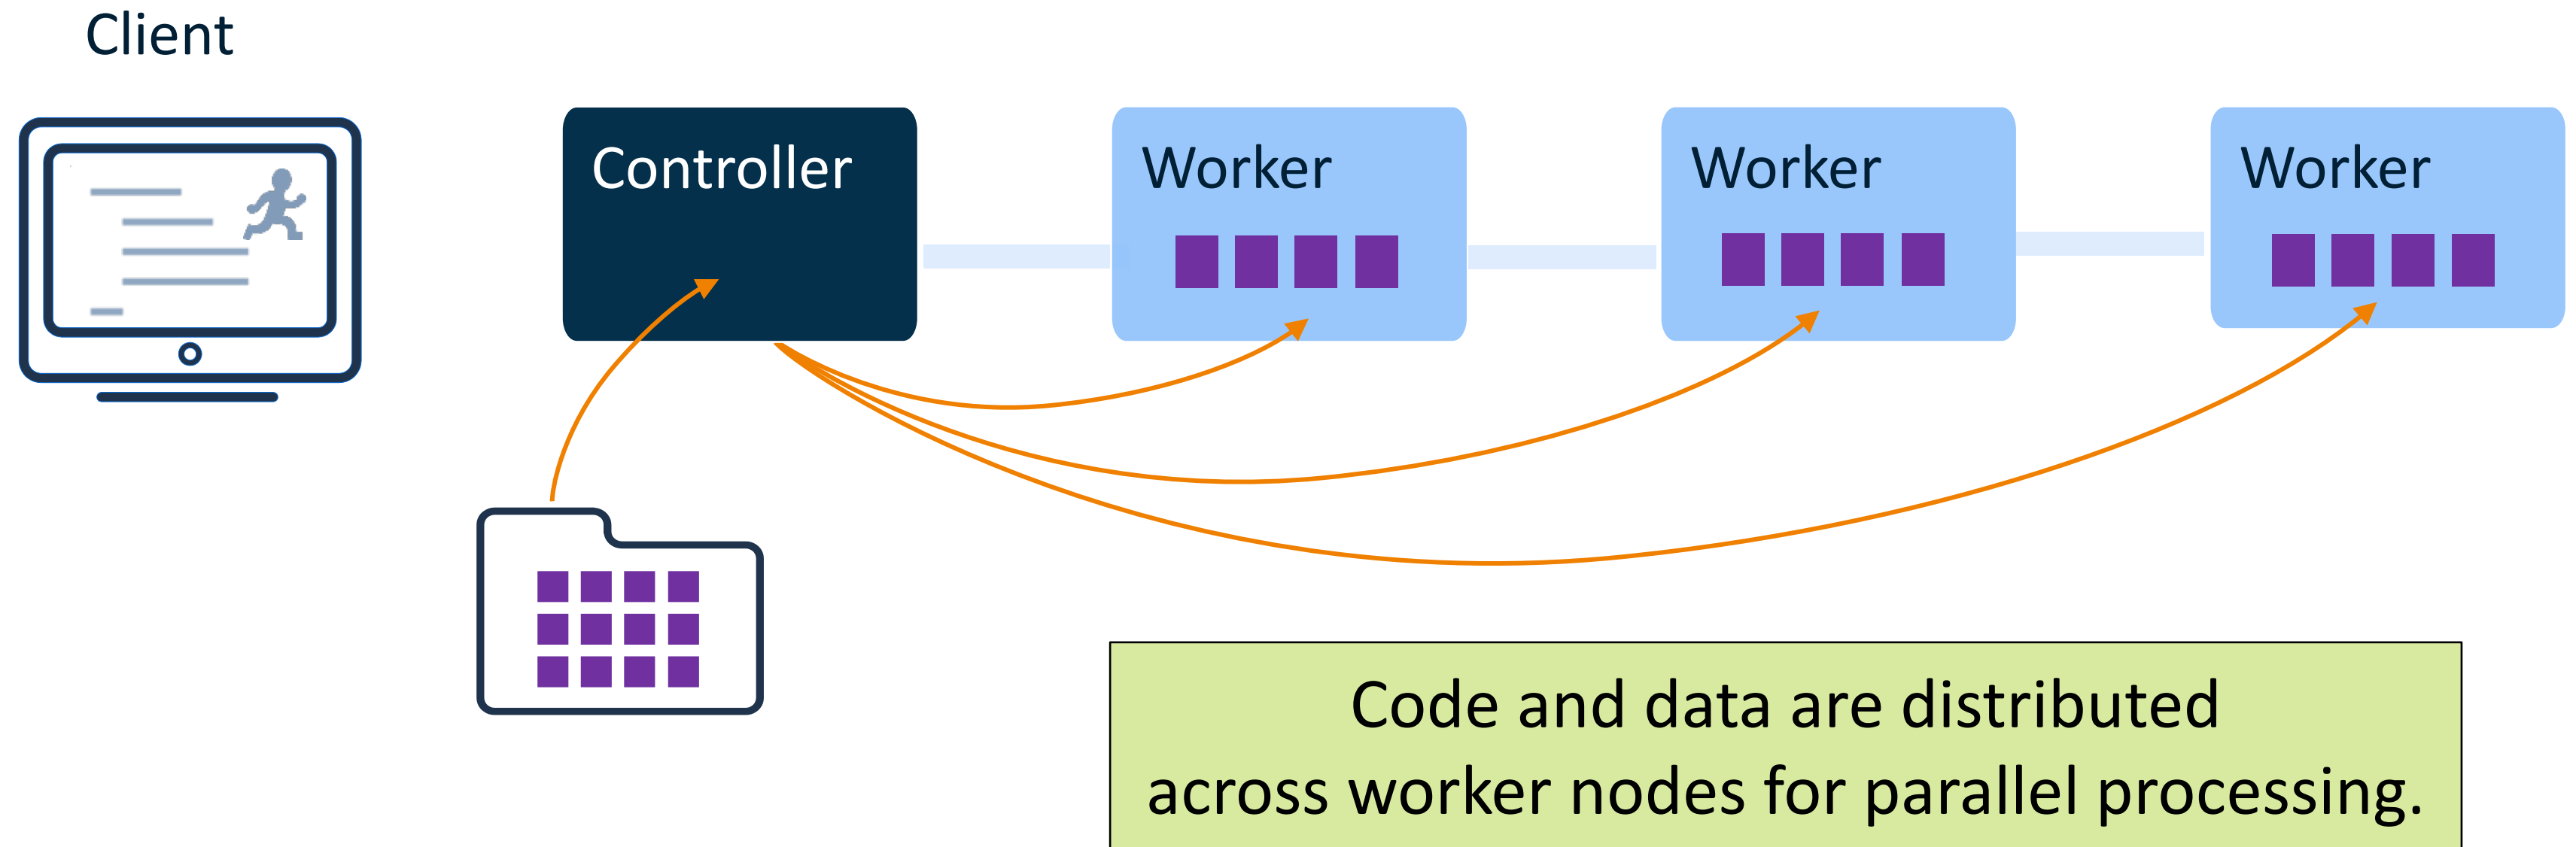 Client
Controller
Worker
Worker
Worker
Code and data are distributed
across worker nodes for parallel processing.